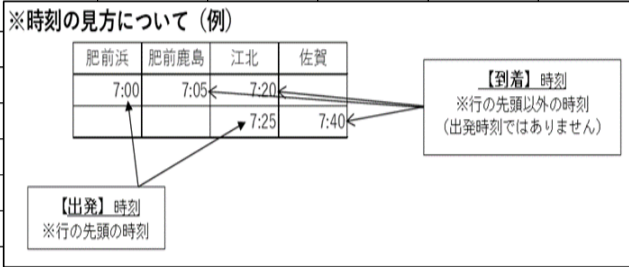 ※時刻の見方について（例）
肥前浜 肥前鹿島 江北 佐賀
7:00 7:05 7:20
7:25 7:40
【到着】時刻
※行の先頭以外の時刻
（出発時刻ではありません）
【出発】時刻
※行の先頭の時刻